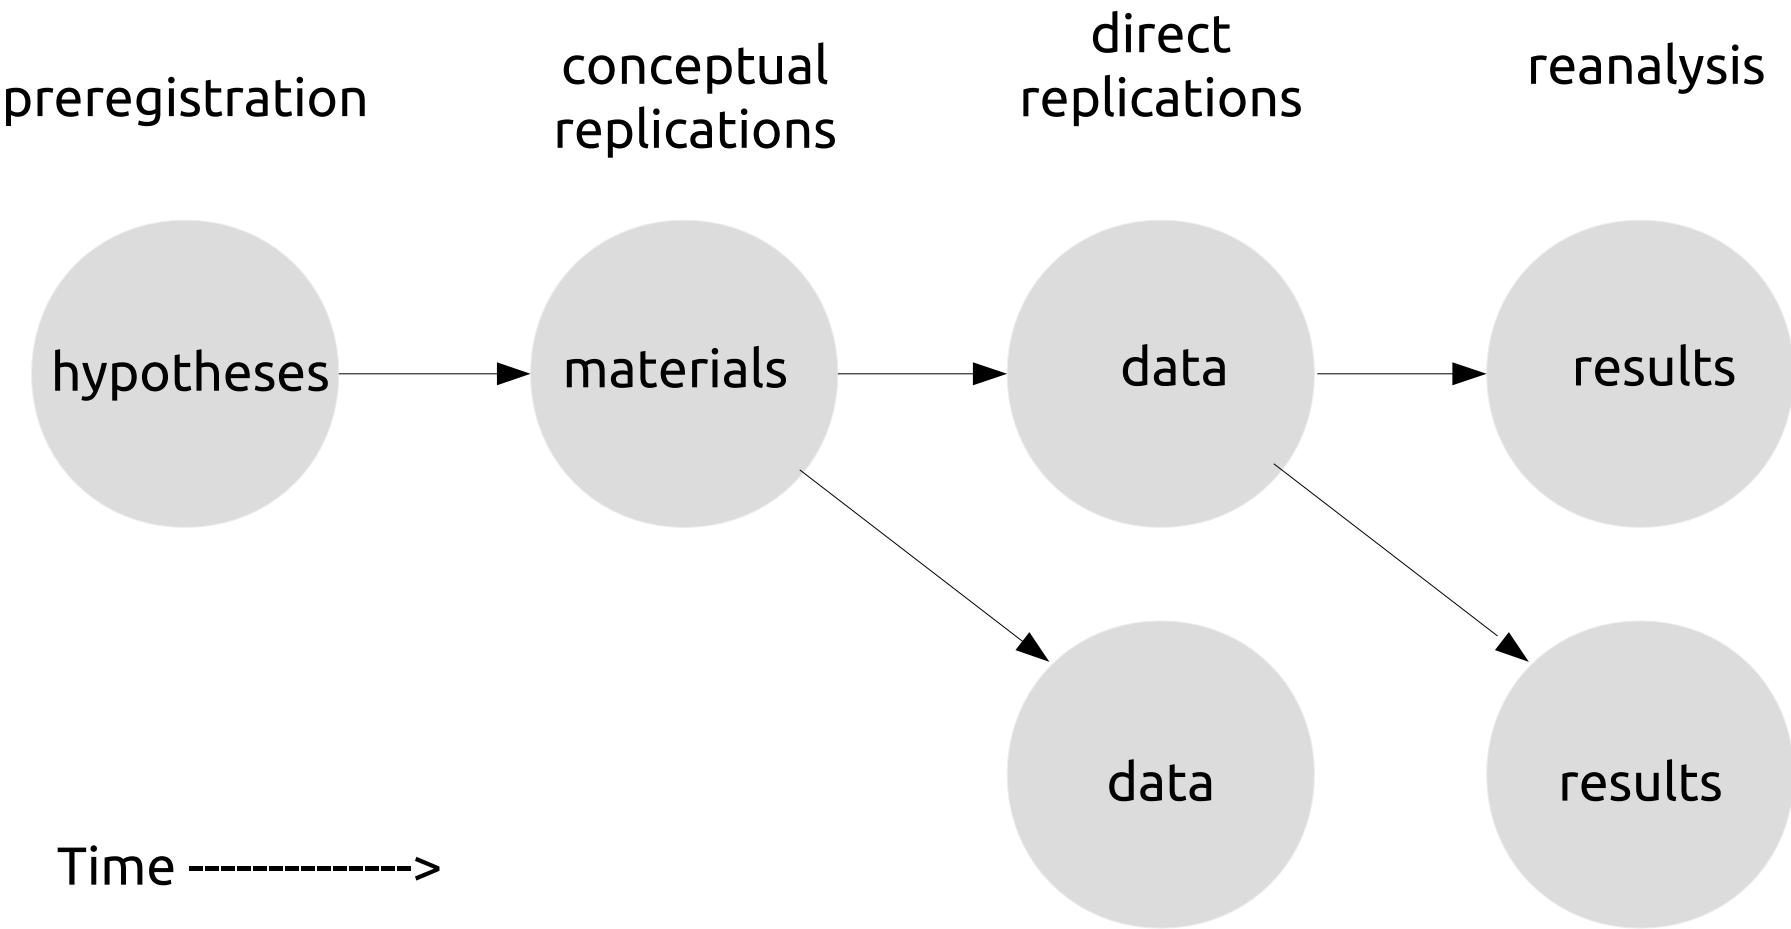 preregistration
conceptual
replications
direct
replications
reanalysis
hypotheses
materials
data
results
data
results
Time -------------->